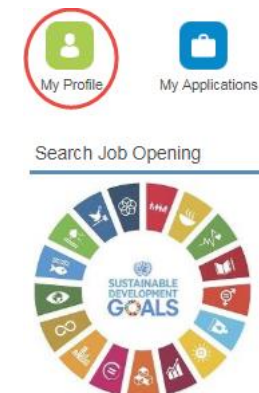 My Profile
My Applications
Search Job Opening
SUSTAINABLE
DEVELOPMENT
GOALS